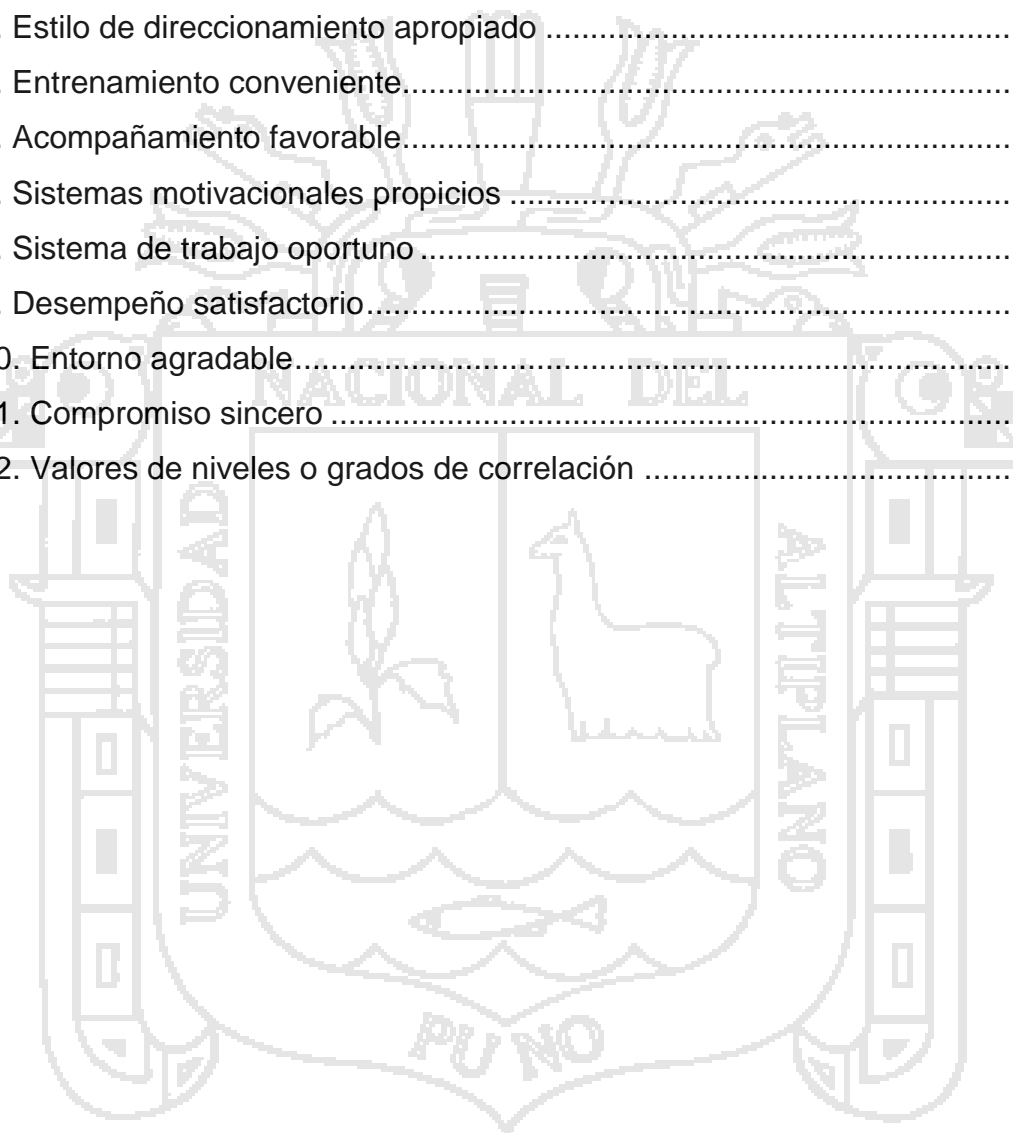 . Estilo de direccionamiento apropiado ....................................................
. Entrenamiento conveniente....................................................................
. Acompañamiento favorable....................................................................
. Sistemas motivacionales propicios ........................................................
. Sistema de trabajo oportuno ..................................................................
. Desempeño satisfactorio........................................................................
0. Entorno agradable................................................................................
1. Compromiso sincero ............................................................................
2. Valores de niveles o grados de correlación .........................................
NACIONAL DEL
UNIVERSIDAD
ALTIPLANO
PUNO